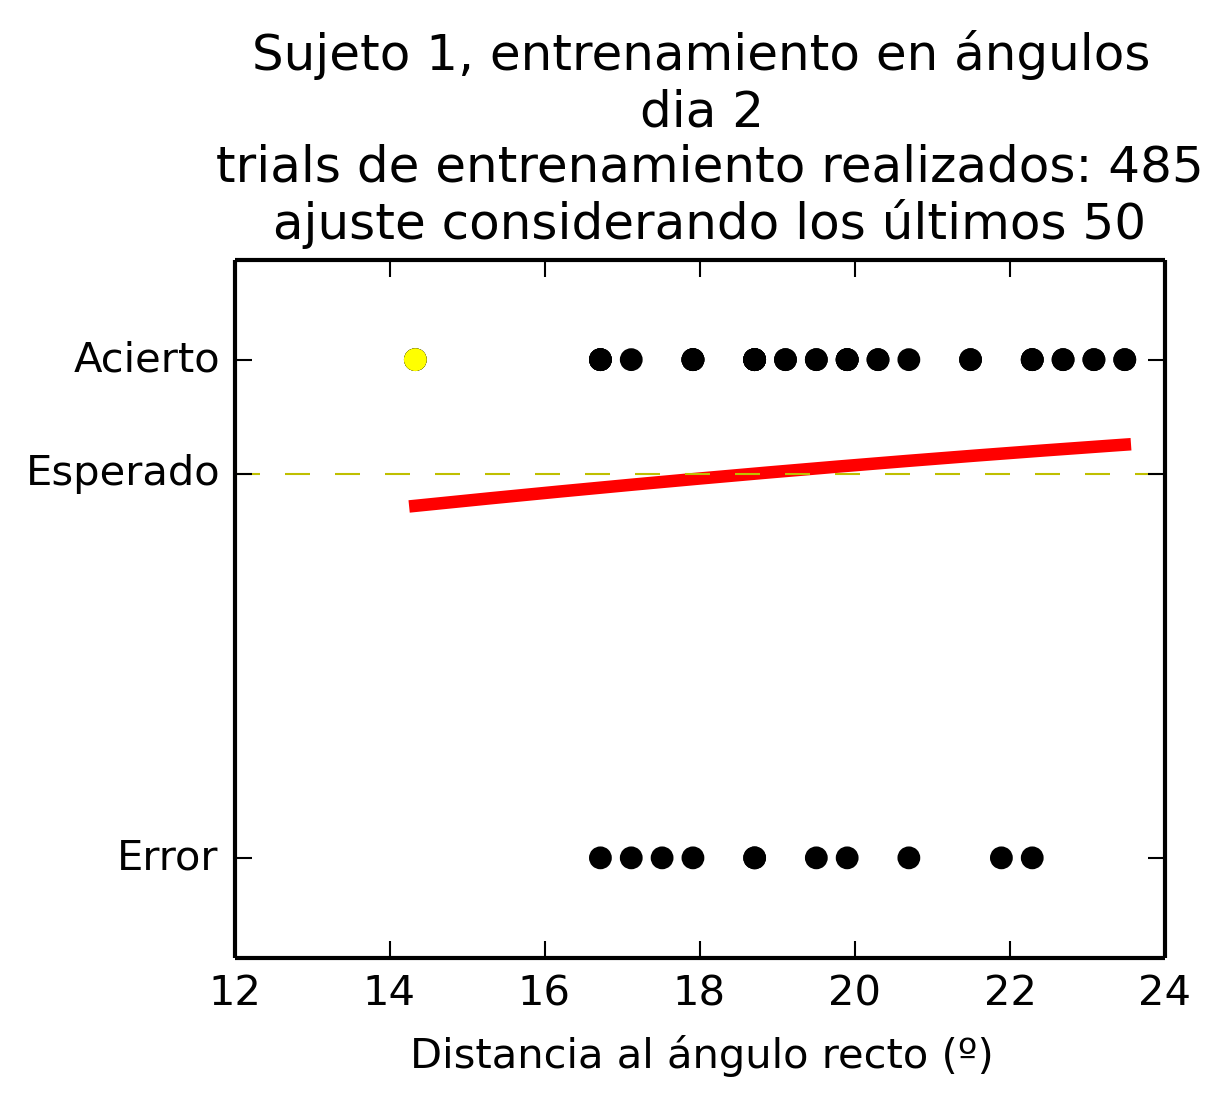 Sujeto 1, entrenamiento en ángulos
dia 2
trials de entrenamiento realizados: 485
ajuste considerando los últimos 50
Acierto
Esperado
Error
12 14 16 18 20 22 24
Distancia al ángulo recto (º)